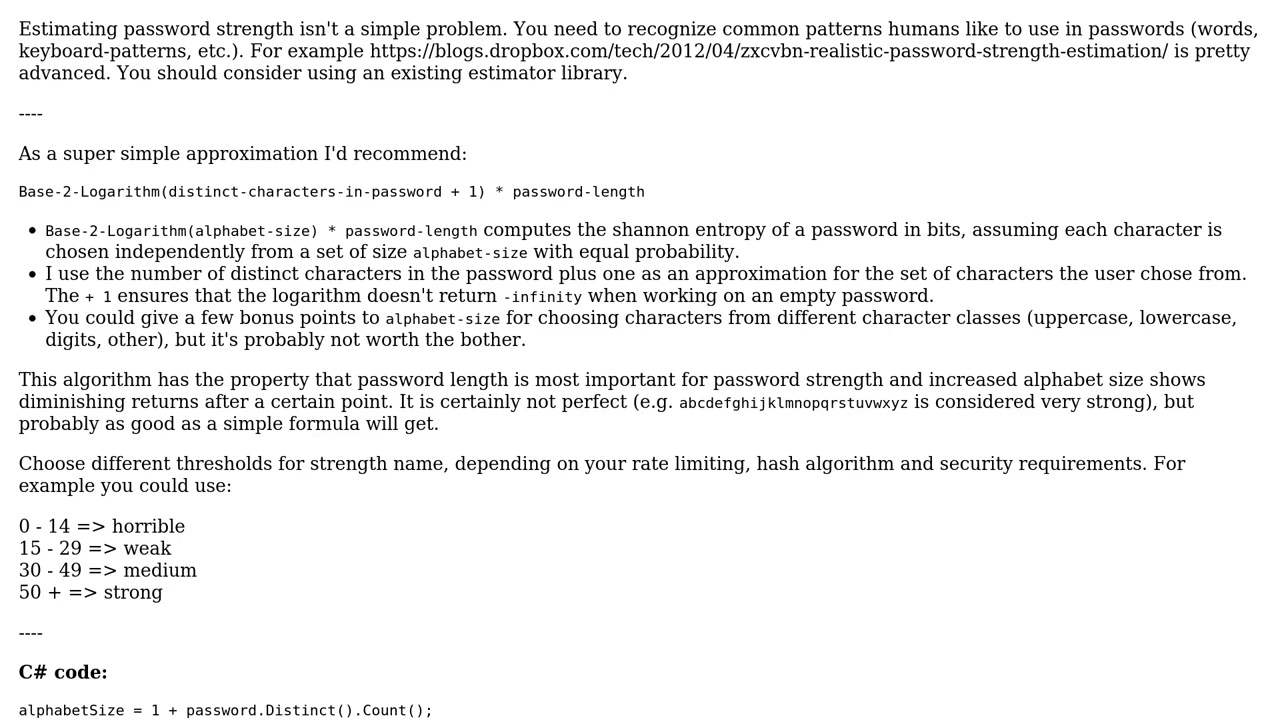 Estimating password strength isn't a simple problem. You need to recognize common patterns humans like to use in passwords (words,
keyboard-patterns, etc.). For example https://blogs.dropbox.com/tech/2012/04/zxcvbn-realistic-password-strength-estimation/ is pretty
advanced. You should consider using an existing estimator library.
----
As a super simple approximation I'd recommend:
Base-2-Logarithm(distinct-characters-in-password + 1) * password-length
• Base-2-Logarithm(alphabet-size) * password-length computes the shannon entropy of a password in bits, assuming each character is
chosen independently from a set of size alphabet-size with equal probability.
• I use the number of distinct characters in the password plus one as an approximation for the set of characters the user chose from.
The + 1 ensures that the logarithm doesn't return -infinity when working on an empty password.
• You could give a few bonus points to alphabet-size for choosing characters from different character classes (uppercase, lowercase,
digits, other), but it's probably not worth the bother.
This algorithm has the property that password length is most important for password strength and increased alphabet size shows
diminishing returns after a certain point. It is certainly not perfect (e.g. abcdefghijklmnopqrstuvwxyz is considered very strong), but
probably as good as a simple formula will get.
Choose different thresholds for strength name, depending on your rate limiting, hash algorithm and security requirements. For
example you could use:
0 - 14 => horrible
15 - 29 => weak
30 - 49 => medium
50 + => strong
----
C# code:
alphabetSize = 1 + password.Distinct().Count();